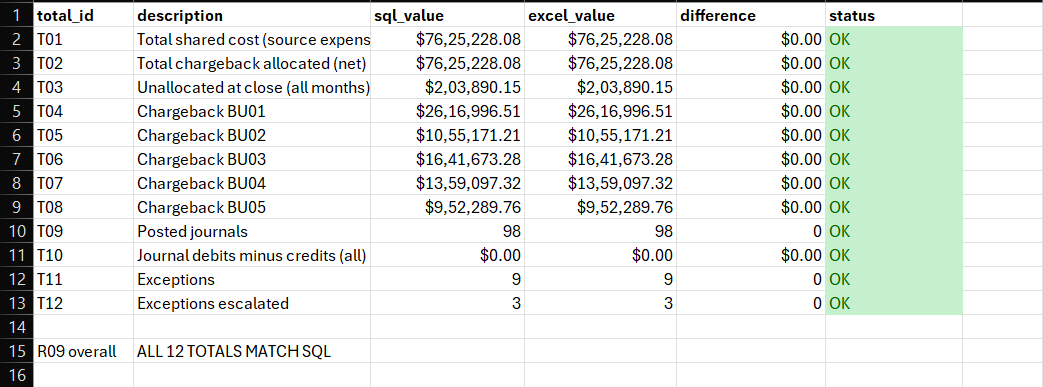 1 total_id description sql_value excel_value difference status
2 T01 Total shared cost (source expens $76,25,228.08 $76,25,228.08 $0.00 OK
3 T02 Total chargeback allocated (net) $76,25,228.08 $76,25,228.08 $0.00 OK
4 T03 Unallocated at close (all months) $2,03,890.15 $2,03,890.15 $0.00 OK
5 T04 Chargeback BU01 $26,16,996.51 $26,16,996.51 $0.00 OK
6 T05 Chargeback BU02 $10,55,171.21 $10,55,171.21 $0.00 OK
7 T06 Chargeback BU03 $16,41,673.28 $16,41,673.28 $0.00 OK
8 T07 Chargeback BU04 $13,59,097.32 $13,59,097.32 $0.00 OK
9 T08 Chargeback BU05 $9,52,289.76 $9,52,289.76 $0.00 OK
10 T09 Posted journals 98 98 0 OK
11 T10 Journal debits minus credits (all) $0.00 $0.00 $0.00 OK
12 T11 Exceptions 9 9 0 OK
13 T12 Exceptions escalated 3 3 0 OK
14
15 R09 overall ALL 12 TOTALS MATCH SQL
16